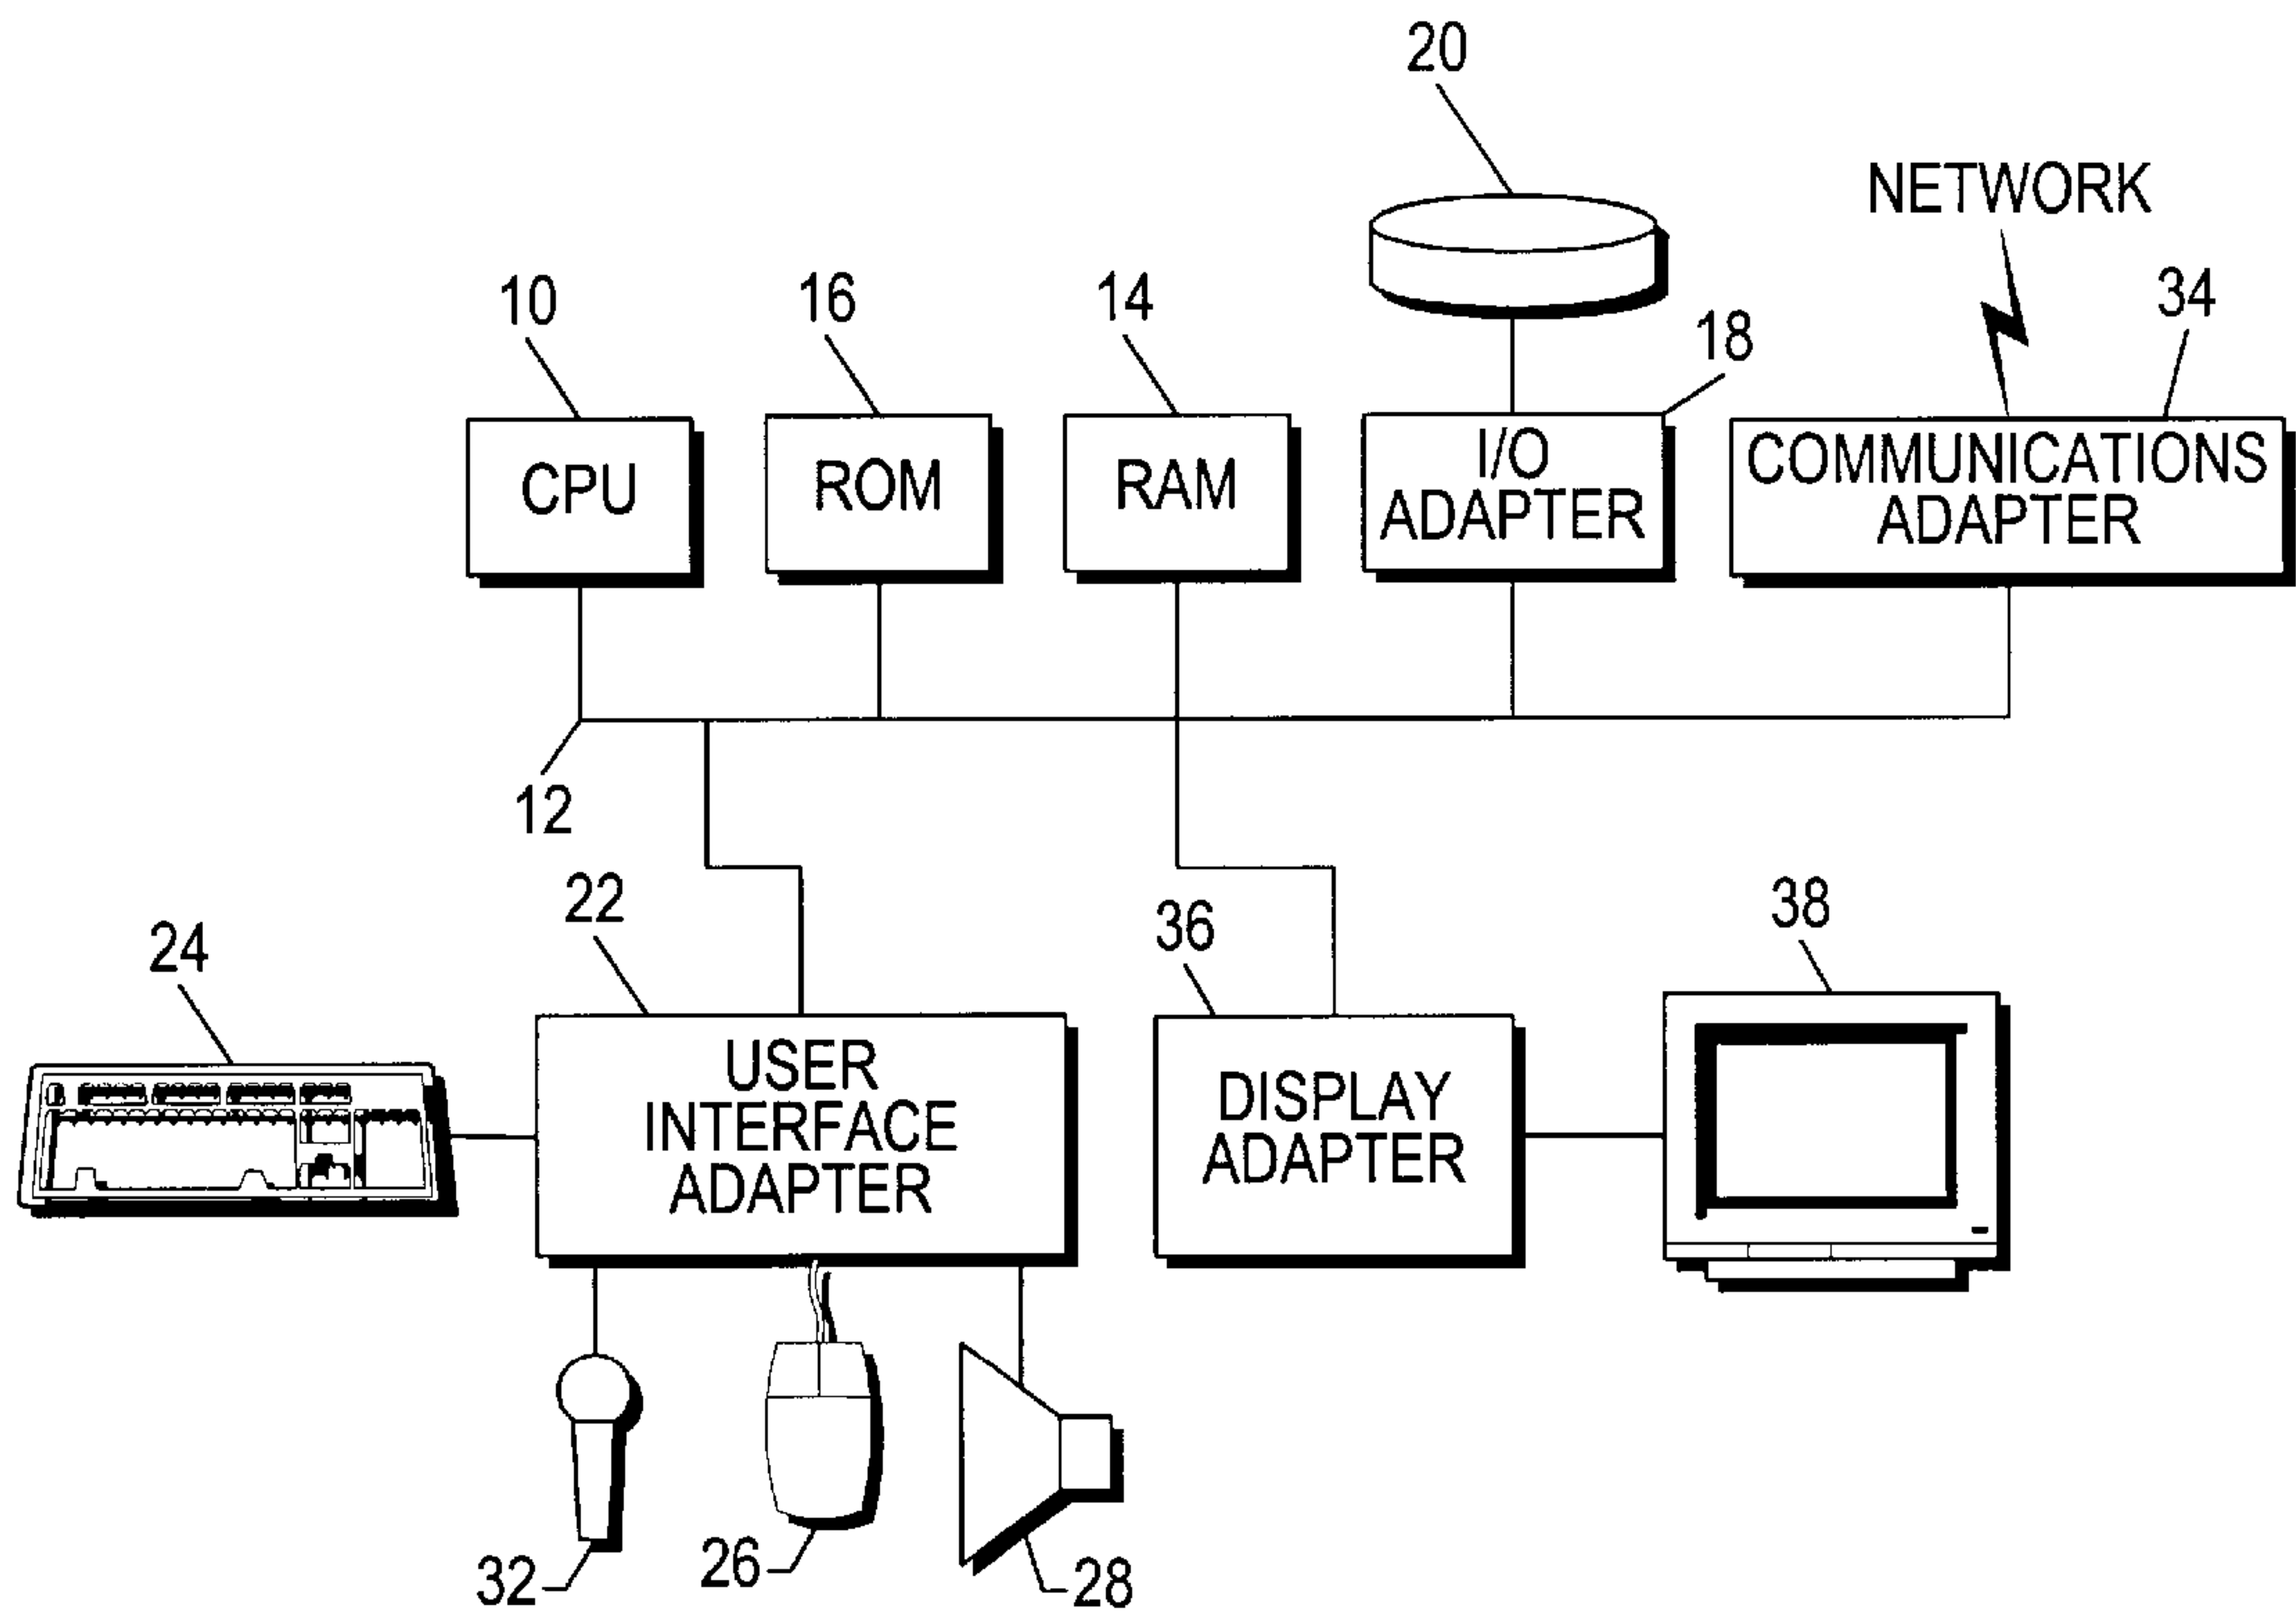 20
NETWORK
10
16
14
18
34
CPU
ROM
RAM
I/O
ADAPTER
COMMUNICATIONS
ADAPTER
12
22
24
36
38
USER
INTERFACE
ADAPTER
DISPLAY
ADAPTER
32
26
28